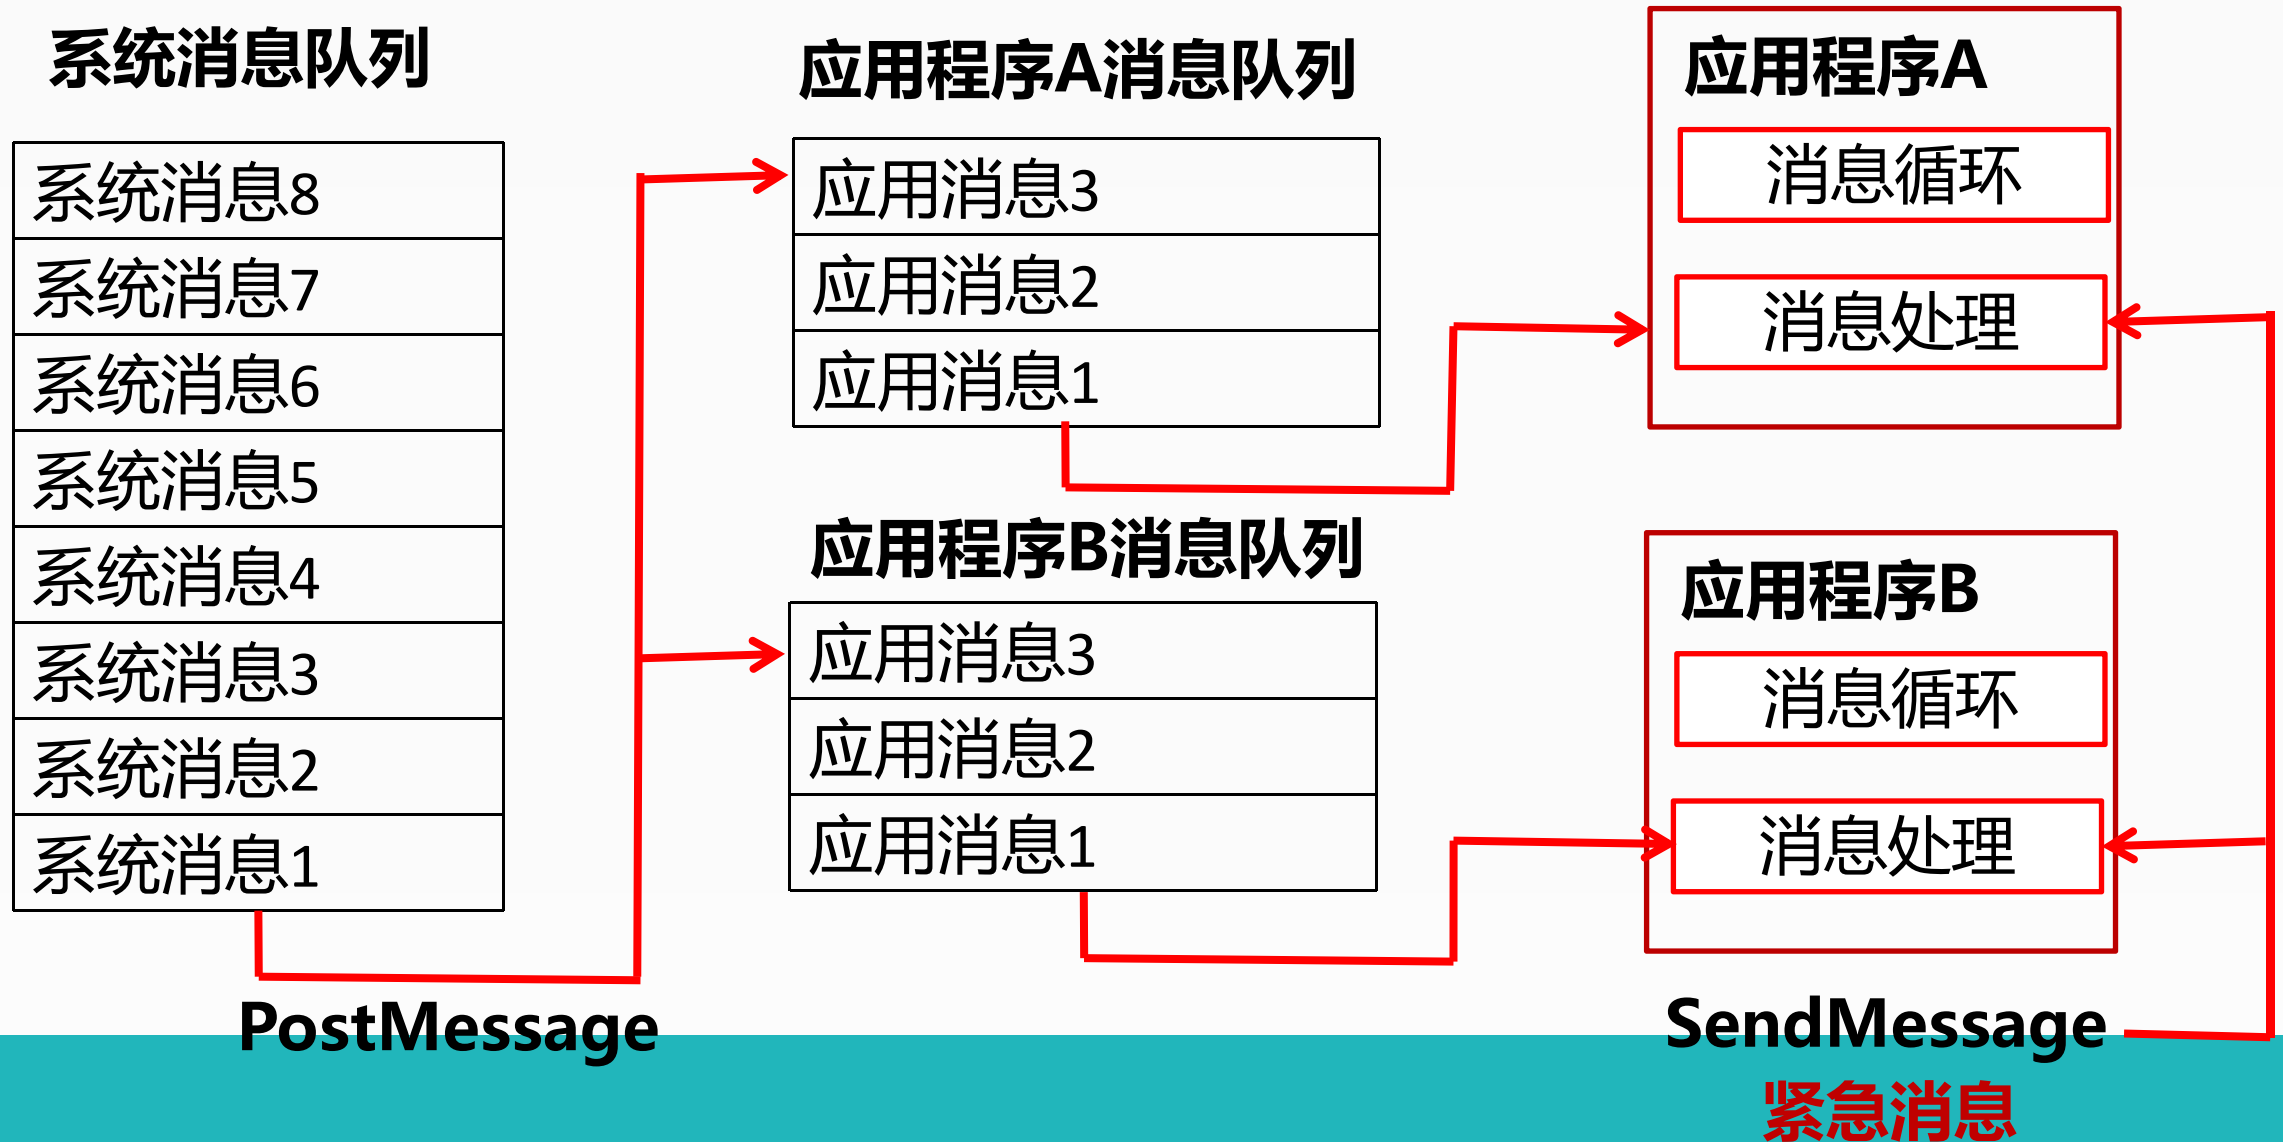 系统消息队列
系统消息8
系统消息7
系统消息6
系统消息5
系统消息4
系统消息3
系统消息2
系统消息1
PostMessage
应用程序A消息队列
应用消息3
应用消息2
应用消息1
应用程序B消息队列
应用消息3
应用消息2
应用消息1
应用程序A
消息循环
消息处理
应用程序B
消息循环
消息处理
SendMessage
紧急消息